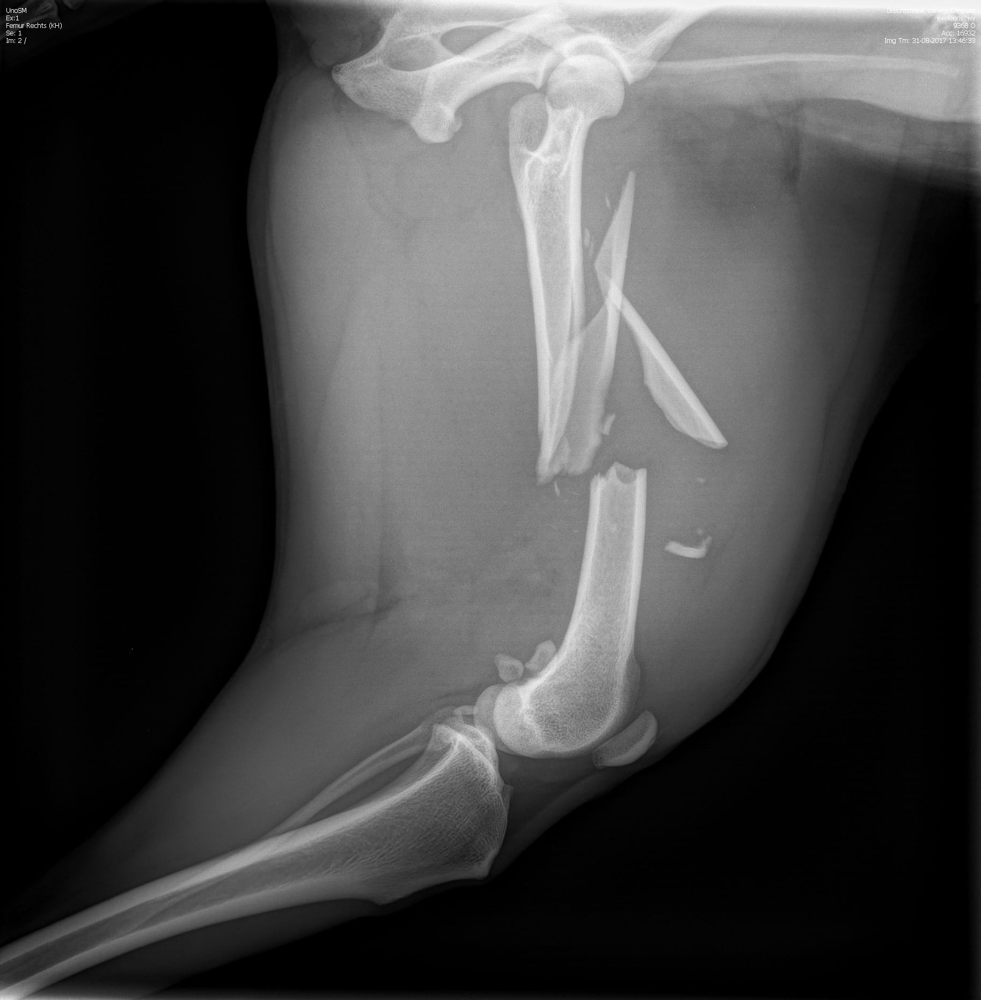 UnoSM
Ex:1
Femur Rechts (KH)
Se: 1
Im: 2 /
Drechtstreek Verwijs Centrum
eveleens^ivy
9368 O
Acc: 16932
Img Tm: 31-08-2017 13:46:33